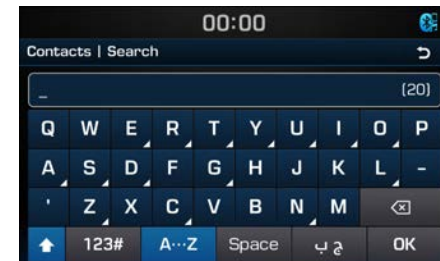 00:00
Contacts | Search
_ (20)
Q W E R T Y U I O P
A S D F G H J K L -
' Z X C V B N M
123# A···Z Space چ ب OK